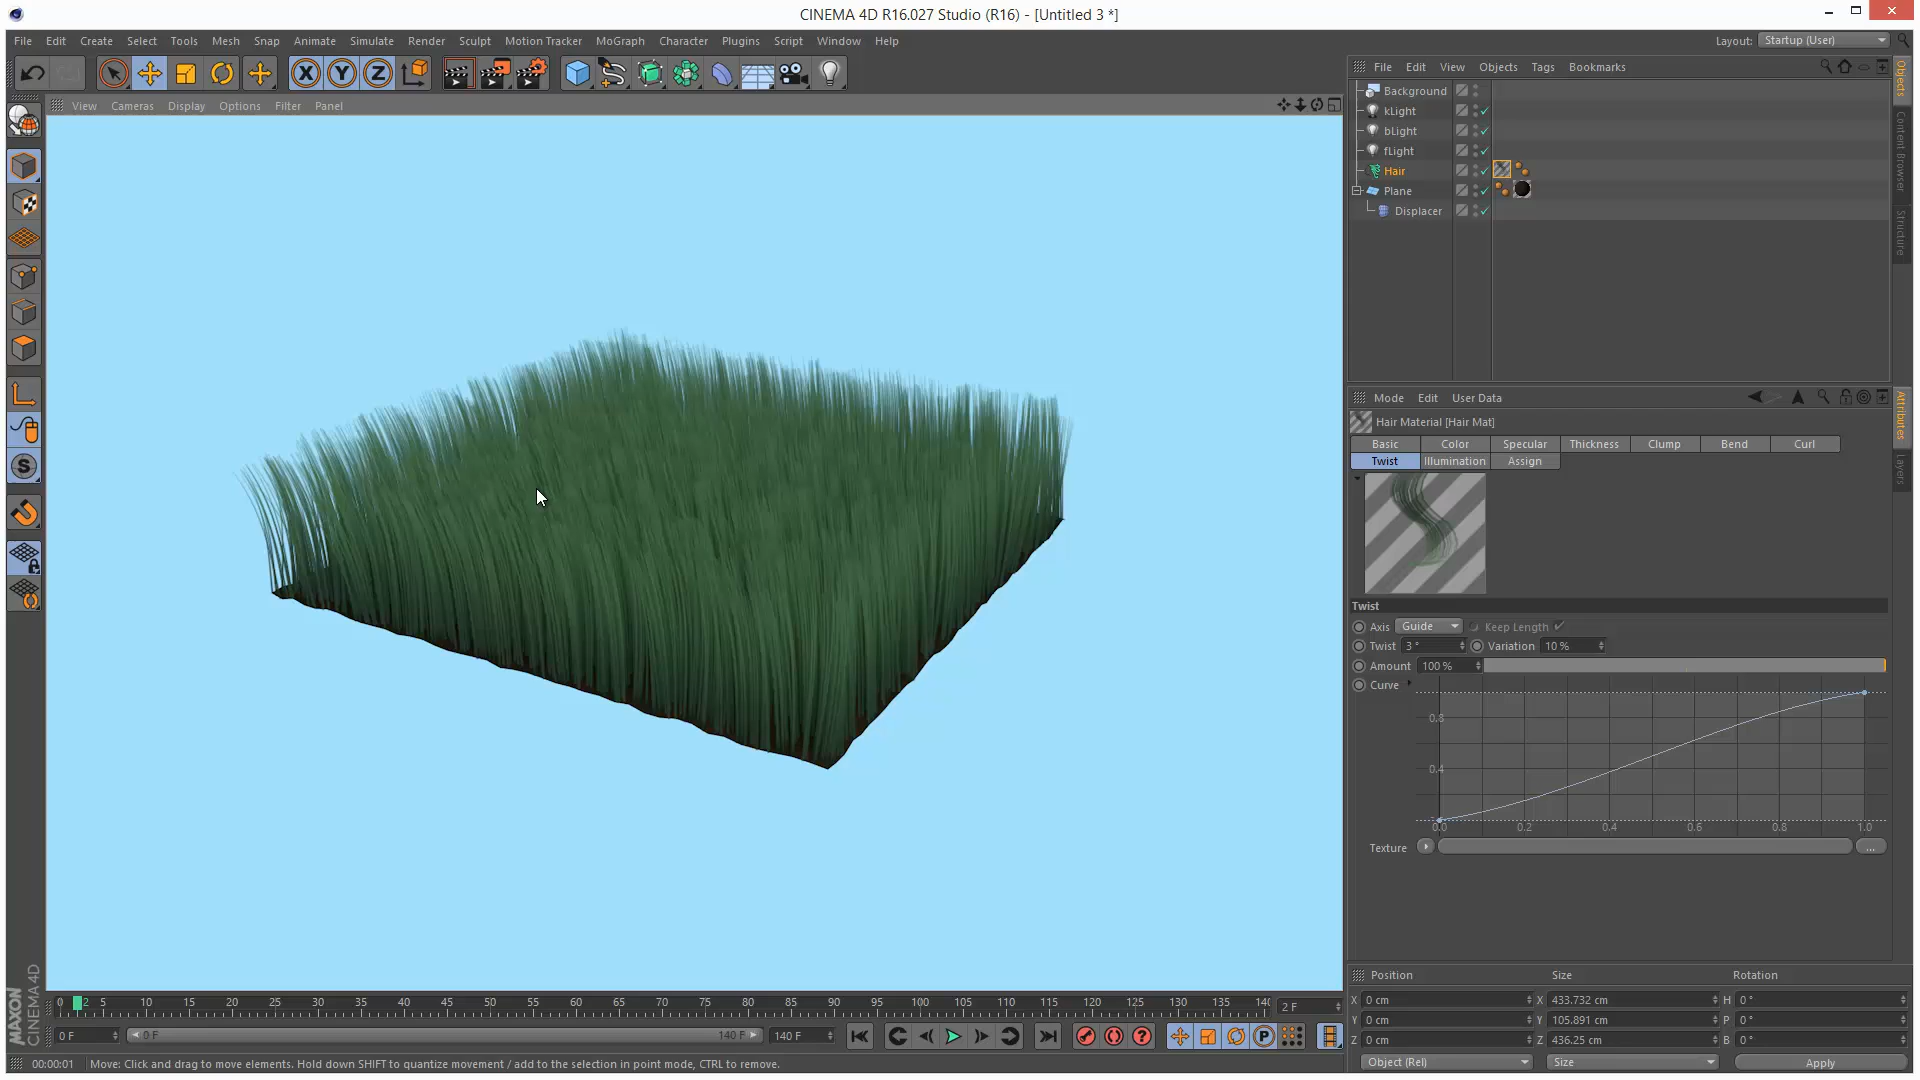 CINEMA 4D R16.027 Studio (R16) - [Untitled 3 *]
File Edit Create Select Tools Mesh Snap Animate Simulate Render Sculpt Motion Tracker MoGraph Character Plugins Script Window Help
Layout: Startup (User)
X Y Z
View Cameras Display Options Filter Panel
File Edit View Objects Tags Bookmarks
Background
kLight
bLight
fLight
Hair
Plane
Displacer
Objects
Content Browser
Structure
Mode Edit User Data
Hair Material [Hair Mat]
Basic Color Specular Thickness Clump Bend Curl
Twist Illumination Assign
Attributes
Layers
Twist
Axis Guide Keep Length
Twist 3 ° Variation 10 %
Amount 100 %
Curve
0.8
0.4
0.0 0.2 0.4 0.6 0.8 1.0
Texture ...
S
MAXON
CINEMA 4D
0 2 5 10 15 20 25 30 35 40 45 50 55 60 65 70 75 80 85 90 95 100 105 110 115 120 125 130 135 140
2 F
0 F 0 F 140 F 140 F
P
Position Size Rotation
X 0 cm X 433.732 cm H 0 °
Y 0 cm Y 105.891 cm P 0 °
Z 0 cm Z 436.25 cm B 0 °
Object (Rel) Size Apply
00:00:01 Move: Click and drag to move elements. Hold down SHIFT to quantize movement / add to the selection in point mode, CTRL to remove.